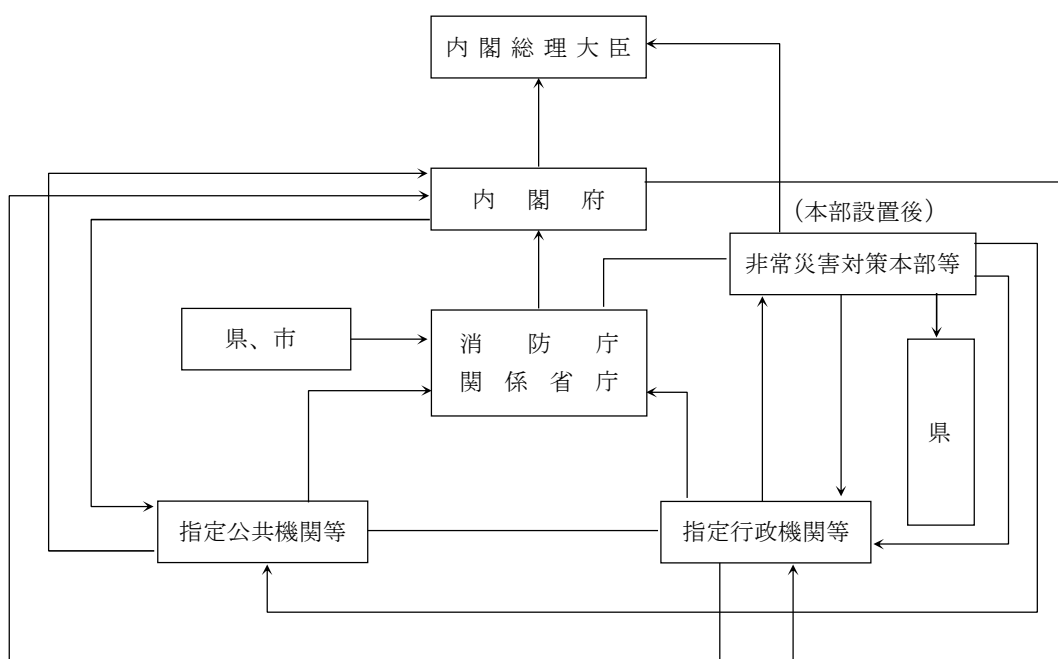 内閣総理大臣
内閣府
(本部設置後)
非常災害対策本部等
県、市
消防庁
関係省庁
県
指定公共機関等
指定行政機関等